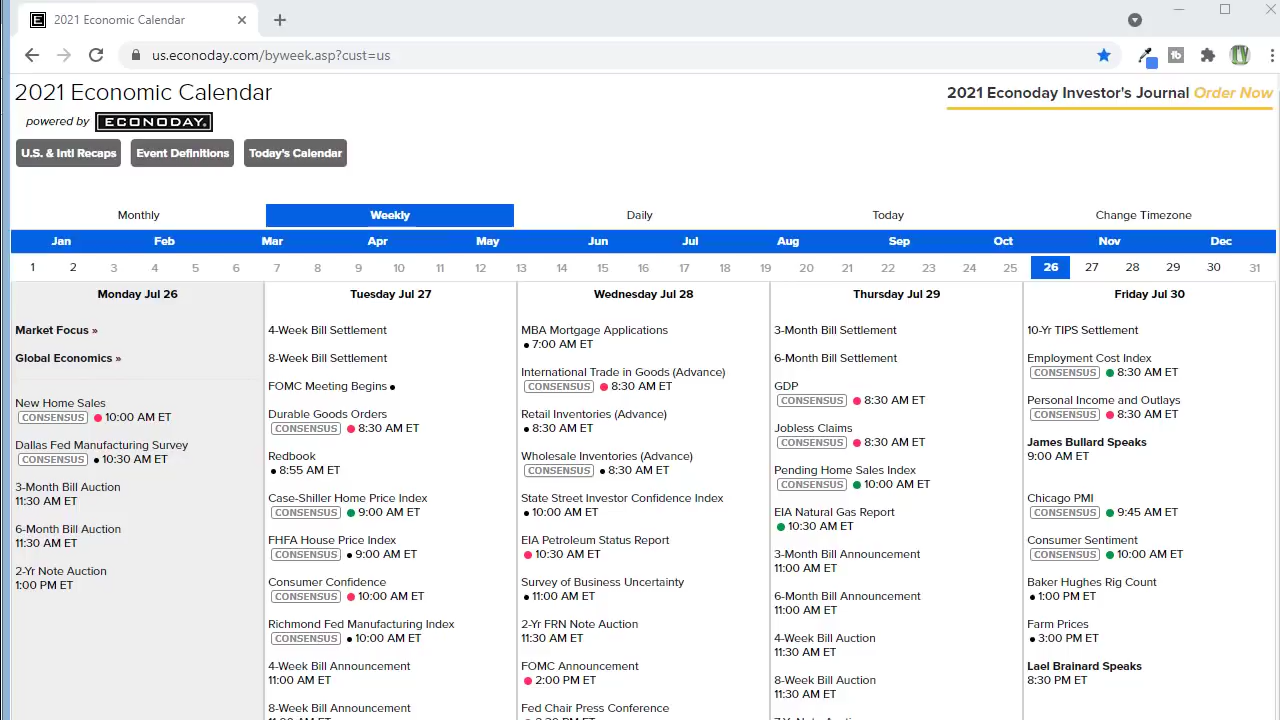 2021 Economic Calendar
us.econoday.com/byweek.asp?cust=us
2021 Economic Calendar
2021 Econoday Investor's Journal Order Now
powered by ECONODAY.
U.S. & Intl Recaps Event Definitions Today's Calendar
Monthly Weekly Daily Today Change Timezone
Jan Feb Mar Apr May Jun Jul Aug Sep Oct Nov Dec
1 2 3 4 5 6 7 8 9 10 11 12 13 14 15 16 17 18 19 20 21 22 23 24 25 26 27 28 29 30 31
Monday Jul 26
Market Focus »
Global Economics »
New Home Sales
CONSENSUS 10:00 AM ET
Dallas Fed Manufacturing Survey
CONSENSUS 10:30 AM ET
3-Month Bill Auction
11:30 AM ET
6-Month Bill Auction
11:30 AM ET
2-Yr Note Auction
1:00 PM ET
Tuesday Jul 27
4-Week Bill Settlement
8-Week Bill Settlement
FOMC Meeting Begins
Durable Goods Orders
CONSENSUS 8:30 AM ET
Redbook
8:55 AM ET
Case-Shiller Home Price Index
CONSENSUS 9:00 AM ET
FHFA House Price Index
CONSENSUS 9:00 AM ET
Consumer Confidence
CONSENSUS 10:00 AM ET
Richmond Fed Manufacturing Index
CONSENSUS 10:00 AM ET
4-Week Bill Announcement
11:00 AM ET
8-Week Bill Announcement
Wednesday Jul 28
MBA Mortgage Applications
7:00 AM ET
International Trade in Goods (Advance)
CONSENSUS 8:30 AM ET
Retail Inventories (Advance)
8:30 AM ET
Wholesale Inventories (Advance)
CONSENSUS 8:30 AM ET
State Street Investor Confidence Index
10:00 AM ET
EIA Petroleum Status Report
10:30 AM ET
Survey of Business Uncertainty
11:00 AM ET
2-Yr FRN Note Auction
11:30 AM ET
FOMC Announcement
2:00 PM ET
Fed Chair Press Conference
Thursday Jul 29
3-Month Bill Settlement
6-Month Bill Settlement
GDP
CONSENSUS 8:30 AM ET
Jobless Claims
CONSENSUS 8:30 AM ET
Pending Home Sales Index
CONSENSUS 10:00 AM ET
EIA Natural Gas Report
10:30 AM ET
3-Month Bill Announcement
11:00 AM ET
6-Month Bill Announcement
11:00 AM ET
4-Week Bill Auction
11:30 AM ET
8-Week Bill Auction
11:30 AM ET
Friday Jul 30
10-Yr TIPS Settlement
Employment Cost Index
CONSENSUS 8:30 AM ET
Personal Income and Outlays
CONSENSUS 8:30 AM ET
James Bullard Speaks
9:00 AM ET
Chicago PMI
CONSENSUS 9:45 AM ET
Consumer Sentiment
CONSENSUS 10:00 AM ET
Baker Hughes Rig Count
1:00 PM ET
Farm Prices
3:00 PM ET
Lael Brainard Speaks
8:30 PM ET